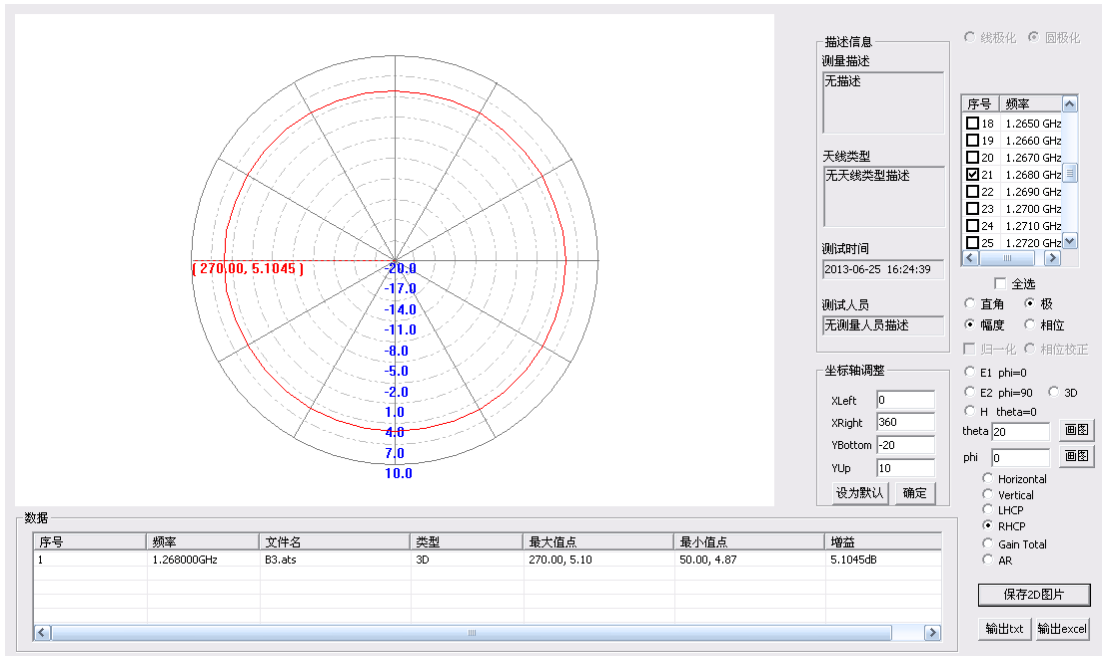 ( 270.00, 5.1045 )
-20.0
-17.0
-14.0
-11.0
-8.0
-5.0
-2.0
1.0
4.0
7.0
10.0
描述信息
测量描述
无描述
天线类型
无天线类型描述
测试时间
2013-06-25 16:24:39
测试人员
无测量人员描述
坐标轴调整
XLeft 0
XRight 360
YBottom -20
YUp 10
设为默认 确定
线极化 圆极化
序号 频率
18 1.2650 GHz
19 1.2660 GHz
20 1.2670 GHz
21 1.2680 GHz
22 1.2690 GHz
23 1.2700 GHz
24 1.2710 GHz
25 1.2720 GHz
全选
直角 极
幅度 相位
归一化 相位校正
E1 phi=0
E2 phi=90 3D
H theta=0
theta 20 画图
phi 0 画图
Horizontal
Vertical
LHCP
RHCP
Gain Total
AR
保存2D图片
输出txt 输出excel
数据
序号 频率 文件名 类型 最大值点 最小值点 增益
1 1.268000GHz B3.ats 3D 270.00, 5.10 50.00, 4.87 5.1045dB